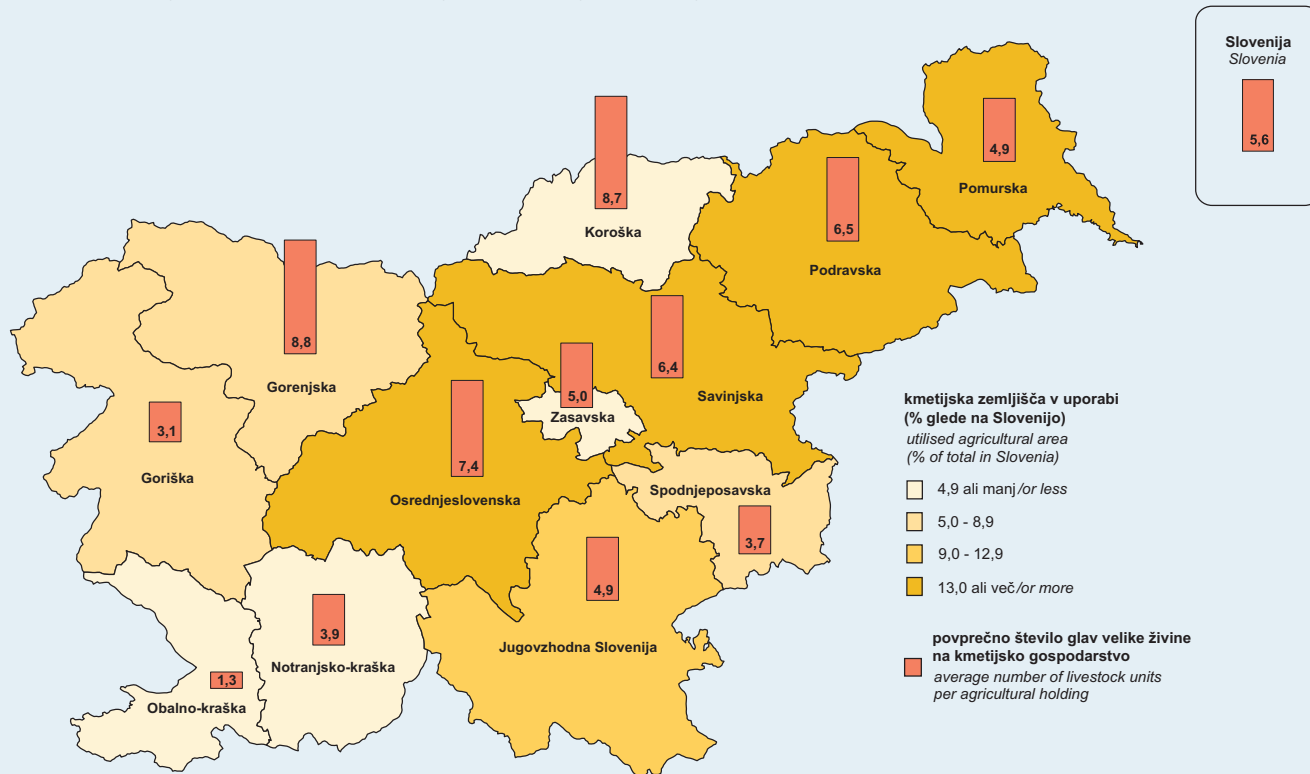 Slovenija
Slovenia
5,6
4,9
Pomurska
8,7
Koroška
6,5
Podravska
8,8
Gorenjska
6,4
Savinjska
5,0
Zasavska
3,1
Goriška
7,4
Osrednjeslovenska
Spodnjeposavska
3,7
4,9
Jugovzhodna Slovenija
3,9
Notranjsko-kraška
1,3
Obalno-kraška
kmetijska zemljišča v uporabi
(% glede na Slovenijo)
utilised agricultural area
(% of total in Slovenia)
4,9 ali manj/or less
5,0 - 8,9
9,0 - 12,9
13,0 ali več/or more
povprečno število glav velike živine
na kmetijsko gospodarstvo
average number of livestock units
per agricultural holding